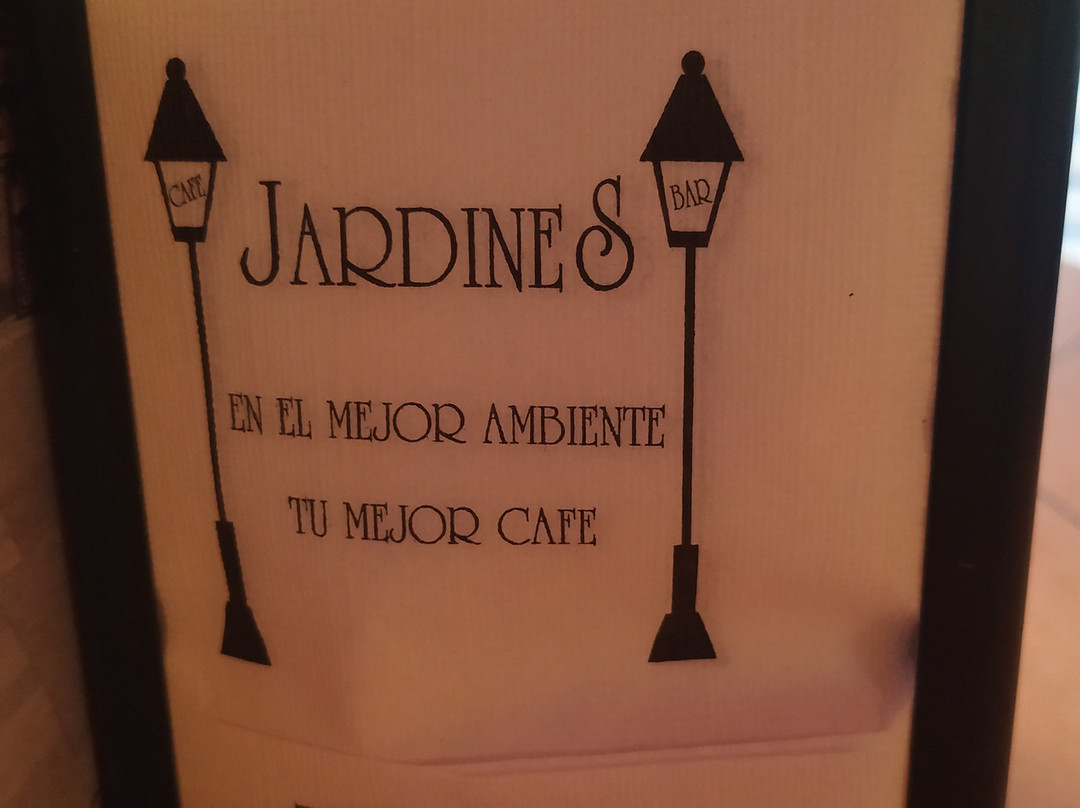 CAFE
BAR
JARDINES
EN EL MEJOR AMBIENTE
TU MEJOR CAFE